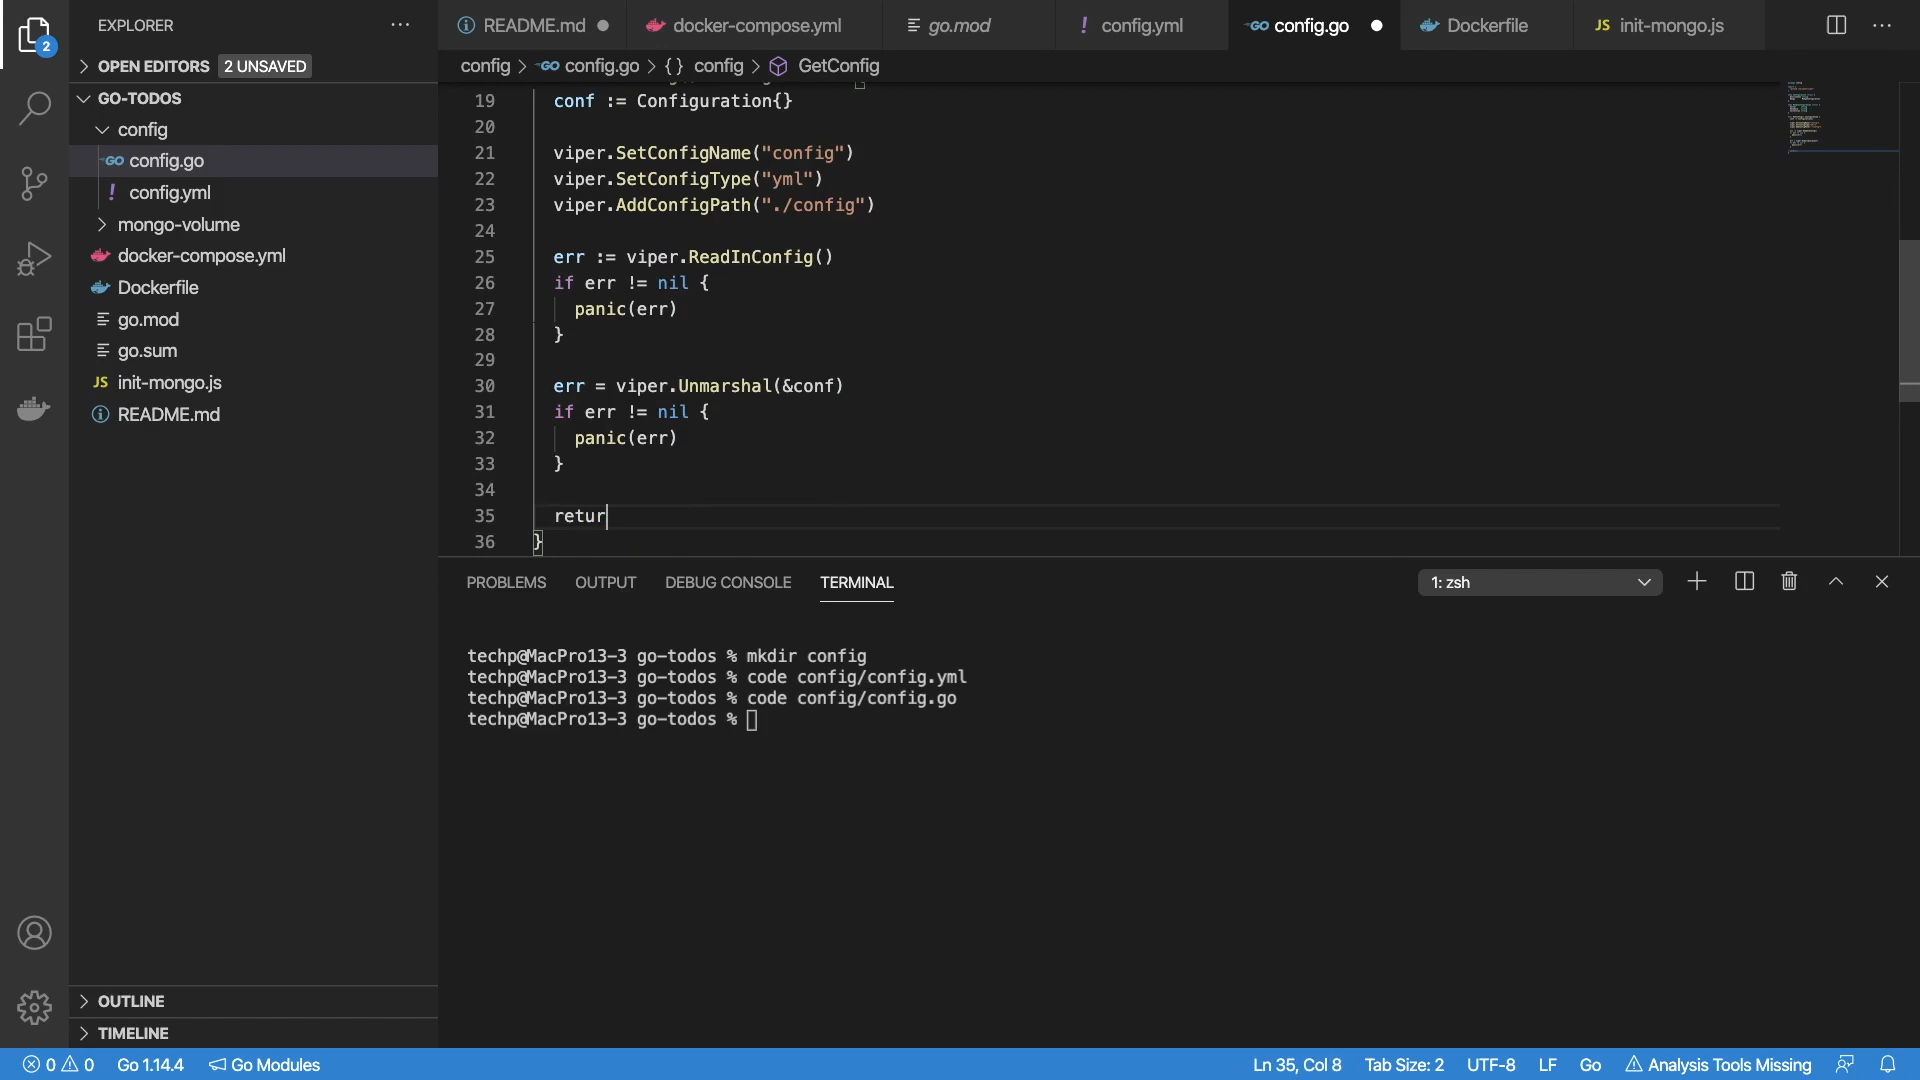 EXPLORER
2
OPEN EDITORS 2 UNSAVED
GO-TODOS
config
config.go
config.yml
mongo-volume
docker-compose.yml
Dockerfile
go.mod
go.sum
JS init-mongo.js
README.md
OUTLINE
TIMELINE
README.md docker-compose.yml go.mod config.yml GO config.go Dockerfile JS init-mongo.js
config > GO config.go > {} config > GetConfig
19 conf := Configuration{}
20
21 viper.SetConfigName("config")
22 viper.SetConfigType("yml")
23 viper.AddConfigPath("./config")
24
25 err := viper.ReadInConfig()
26 if err != nil {
27 panic(err)
28 }
29
30 err = viper.Unmarshal(&conf)
31 if err != nil {
32 panic(err)
33 }
34
35 retur
36 }
PROBLEMS OUTPUT DEBUG CONSOLE TERMINAL 1: zsh
techp@MacPro13-3 go-todos % mkdir config
techp@MacPro13-3 go-todos % code config/config.yml
techp@MacPro13-3 go-todos % code config/config.go
techp@MacPro13-3 go-todos %
0 0 Go 1.14.4 Go Modules Ln 35, Col 8 Tab Size: 2 UTF-8 LF Go Analysis Tools Missing